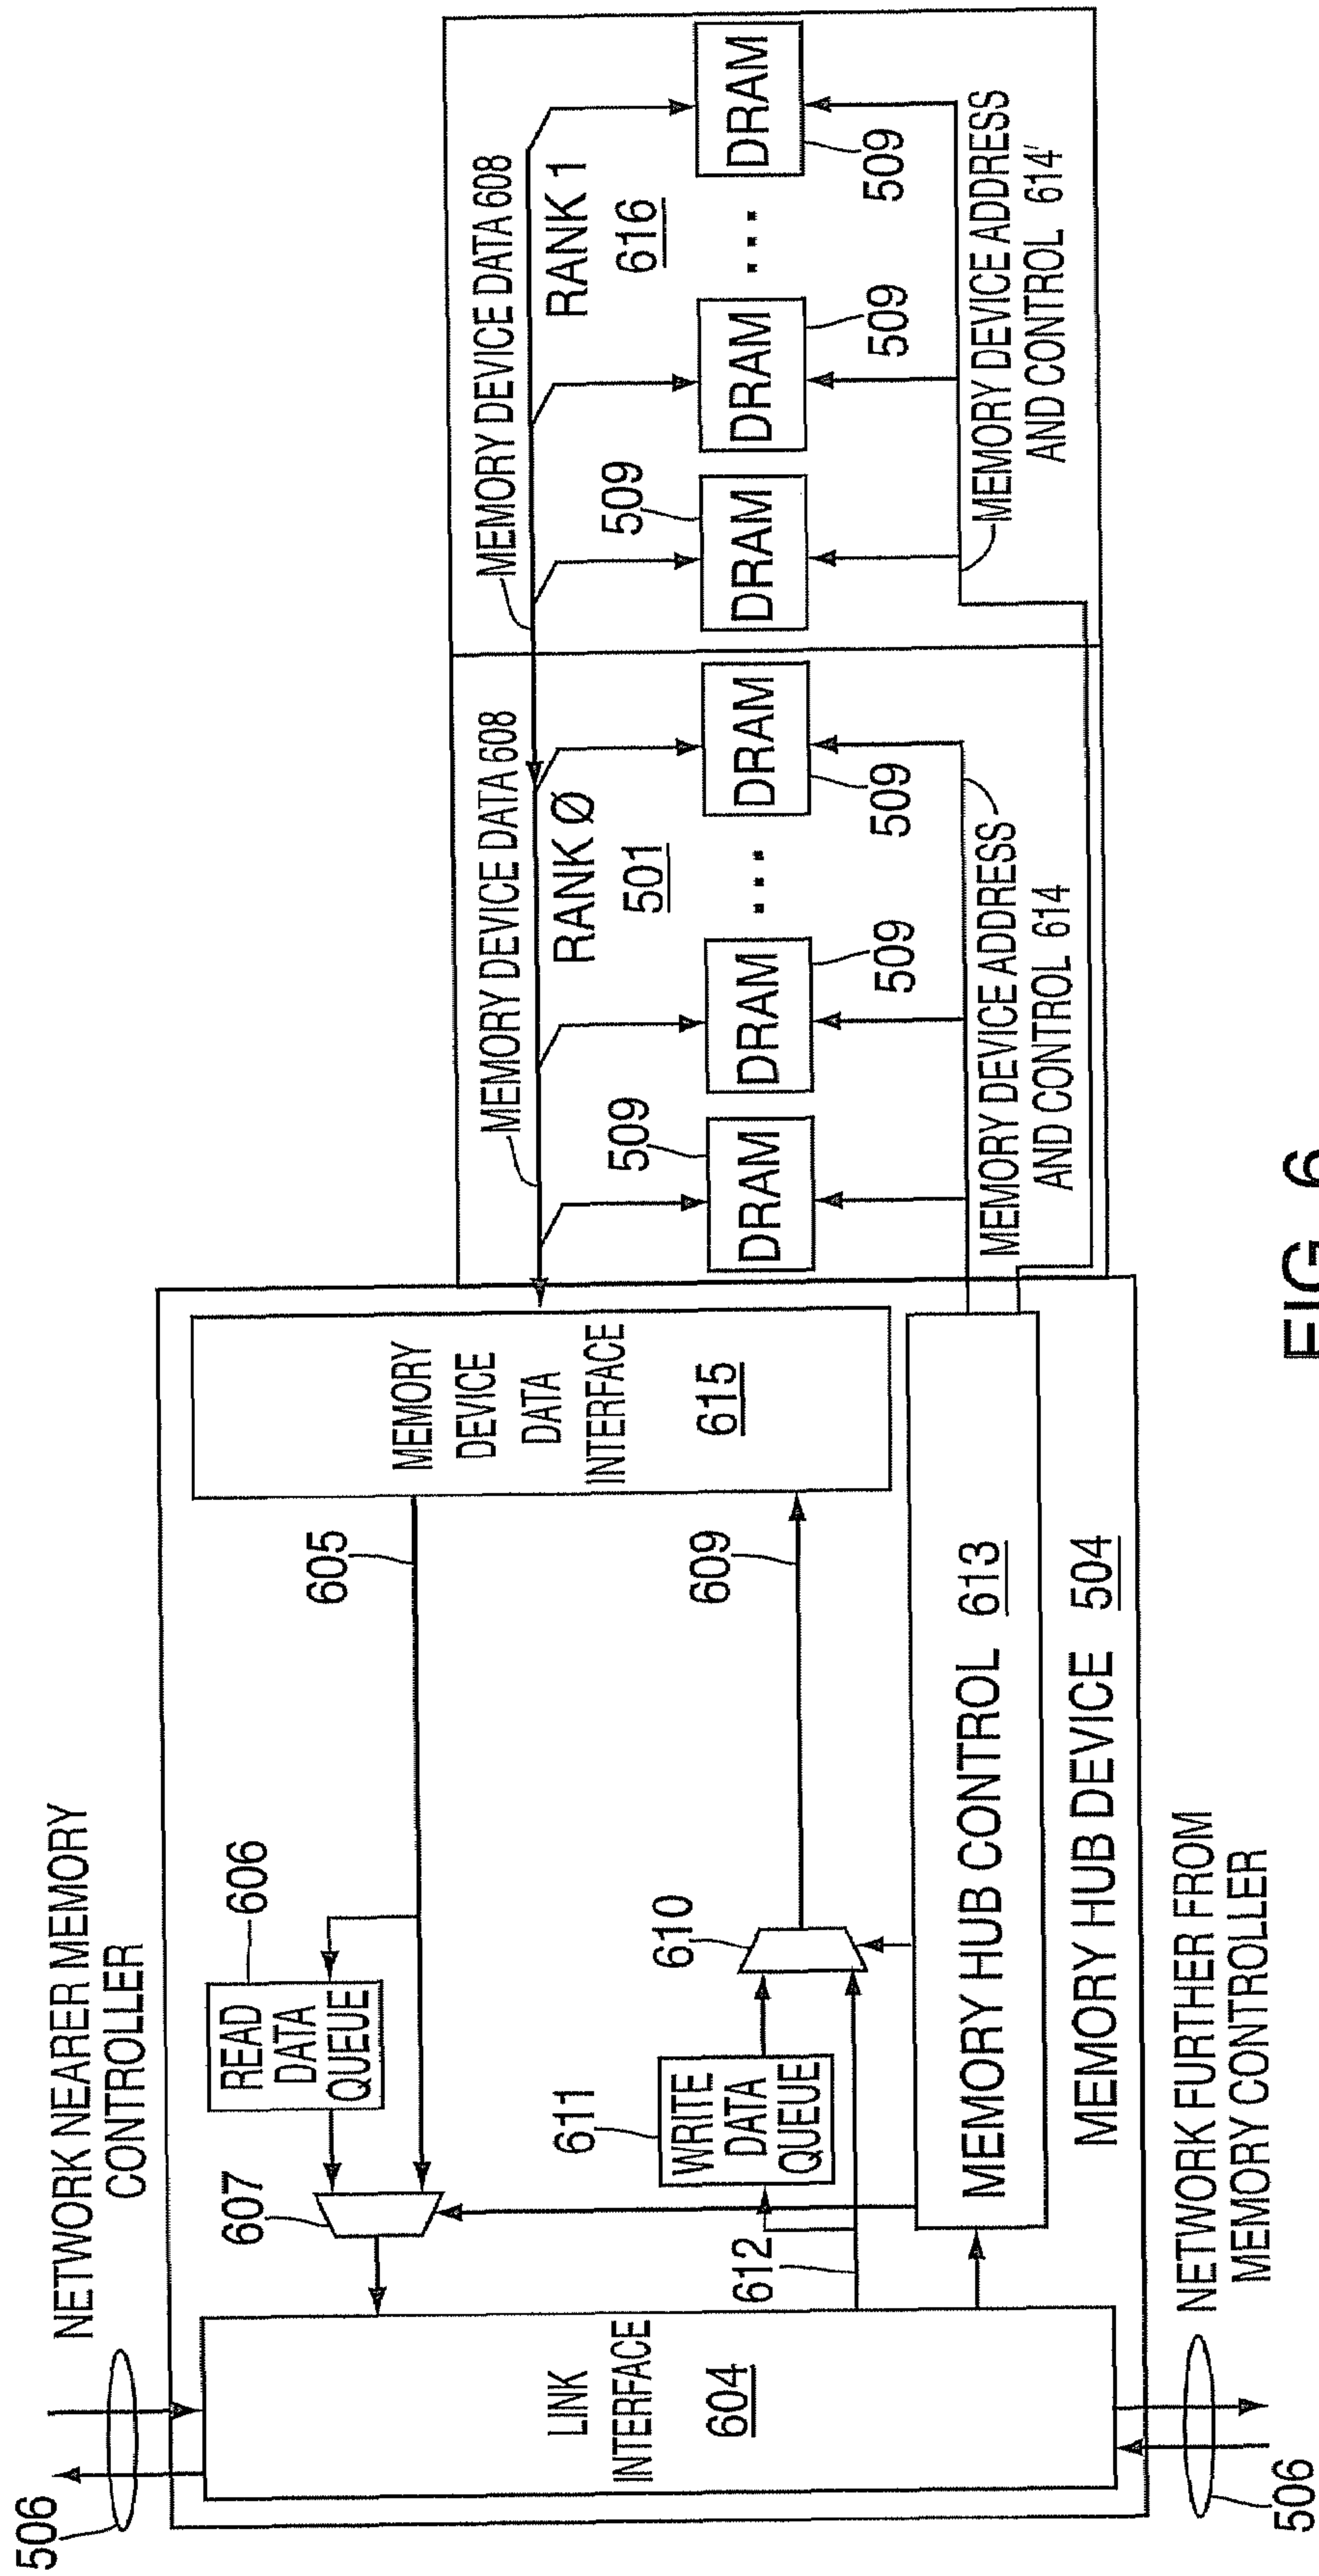 506
NETWORK NEARER MEMORY
CONTROLLER
LINK
INTERFACE
604
607
READ
DATA
QUEUE
606
605
MEMORY
DEVICE
DATA
INTERFACE
615
611
WRITE
DATA
QUEUE
610
609
612
MEMORY HUB CONTROL 613
MEMORY HUB DEVICE 504
NETWORK FURTHER FROM
MEMORY CONTROLLER
506
MEMORY DEVICE DATA 608
RANK Ø
501
509
DRAM
DRAM
509
DRAM
509
MEMORY DEVICE ADDRESS
AND CONTROL 614
MEMORY DEVICE DATA 608
RANK 1
616
509
DRAM
DRAM
509
DRAM
509
MEMORY DEVICE ADDRESS
AND CONTROL 614'
FIG. 6